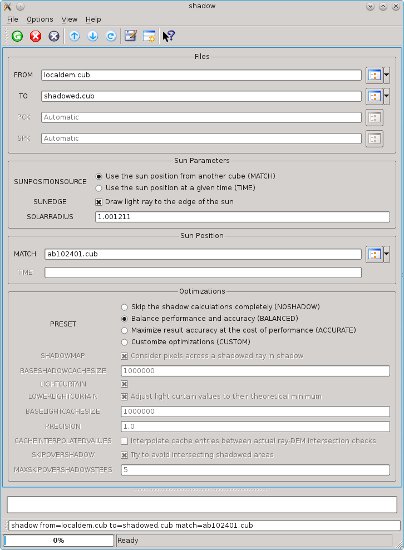 shadow
File Options View Help
Files
FROM localdem.cub
TO shadowed.cub
PCK Automatic
SPK Automatic
Sun Parameters
SUNPOSITIONSOURCE
Use the sun position from another cube (MATCH)
Use the sun position at a given time (TIME)
SUNEDGE Draw light ray to the edge of the sun
SOLARRADIUS 1.001211
Sun Position
MATCH ab102401.cub
TIME
Optimizations
PRESET
Skip the shadow calculations completely (NOSHADOW)
Balance performance and accuracy (BALANCED)
Maximize result accuracy at the cost of performance (ACCURATE)
Customize optimizations (CUSTOM)
SHADOWMAP Consider pixels across a shadowed ray in shadow
BASESHADOWCACHESIZE 1000000
LIGHTCURTAIN
LOWERLIGHTCURTAIN Adjust light curtain values to their theoretical minimum
BASELIGHTCACHESIZE 1000000
PRECISION 1.0
CACHEINTERPOLATEDVALUES Interpolate cache entries between actual ray-DEM intersection checks
SKIPOVERSHADOW Try to avoid intersecting shadowed areas
MAXSKIPOVERSHADOWSTEPS 5
shadow from=localdem.cub to=shadowed.cub match=ab102401.cub
0% Ready